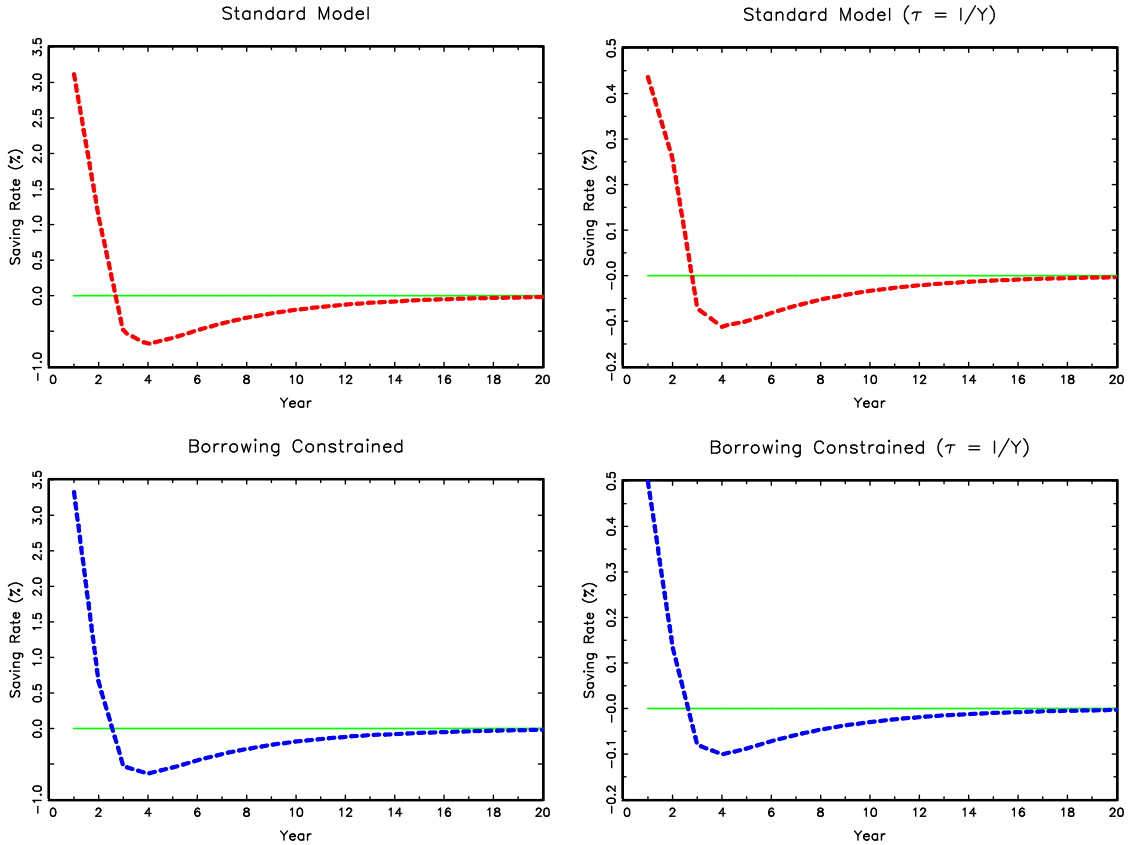 Standard Model
Saving Rate (%)
3.5
3.0
2.5
2.0
1.5
1.0
0.5
0.0
−1.0
0 2 4 6 8 10 12 14 16 18 20
Year
Standard Model (τ = I/Y)
Saving Rate (%)
0.5
0.4
0.3
0.2
0.1
−0.0
−0.1
−0.2
0 2 4 6 8 10 12 14 16 18 20
Year
Borrowing Constrained
Saving Rate (%)
3.5
3.0
2.5
2.0
1.5
1.0
0.5
0.0
−1.0
0 2 4 6 8 10 12 14 16 18 20
Year
Borrowing Constrained (τ = I/Y)
Saving Rate (%)
0.5
0.4
0.3
0.2
0.1
−0.0
−0.1
−0.2
0 2 4 6 8 10 12 14 16 18 20
Year